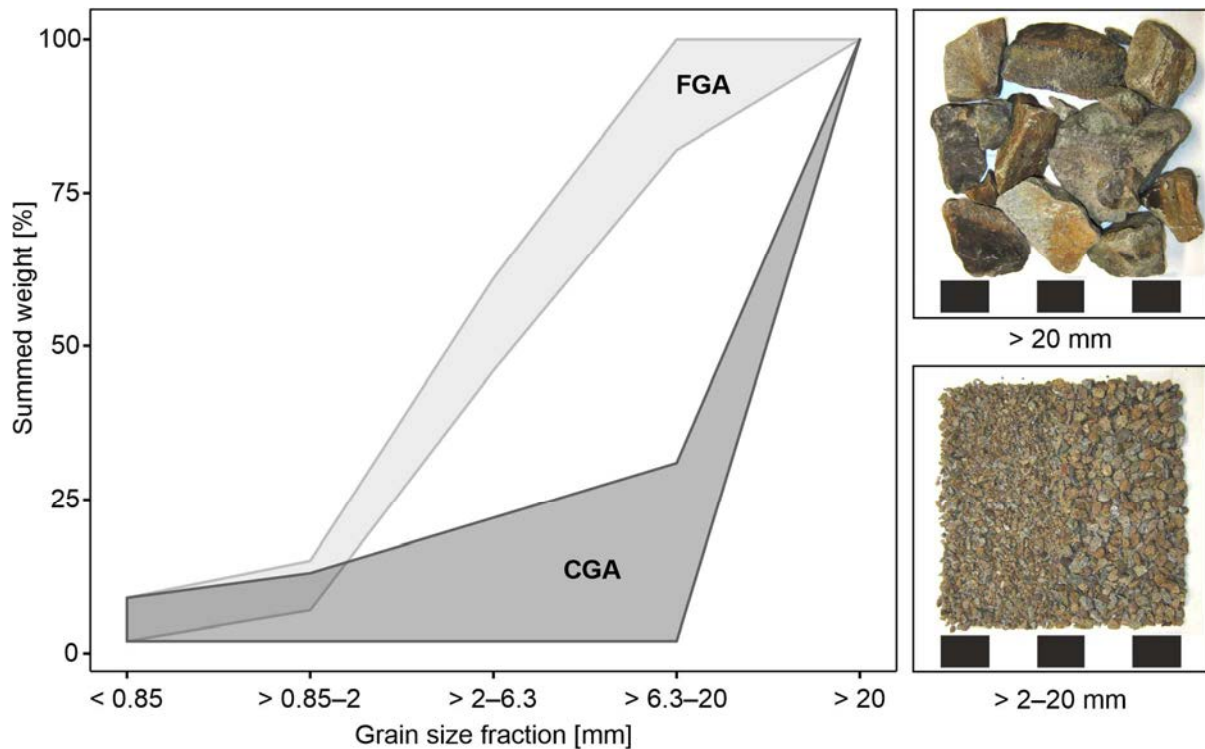 Summed weight [%]
100
75
50
25
0
FGA
CGA
< 0.85
> 0.85–2
> 2–6.3
> 6.3–20
> 20
Grain size fraction [mm]
> 20 mm
> 2–20 mm